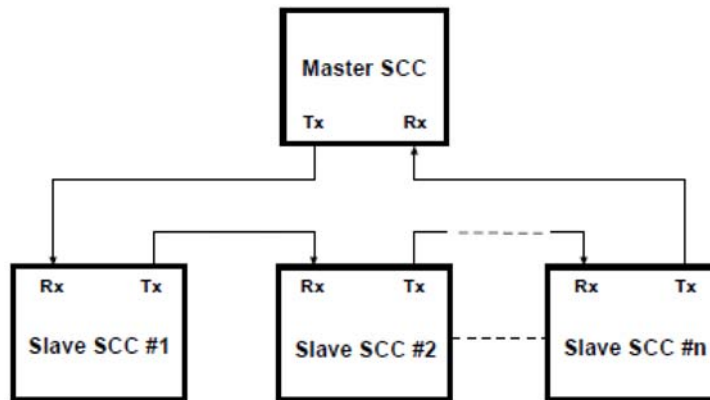 Master SCC
Tx Rx
Rx Tx Rx Tx Rx Tx
Slave SCC #1 Slave SCC #2 Slave SCC #n